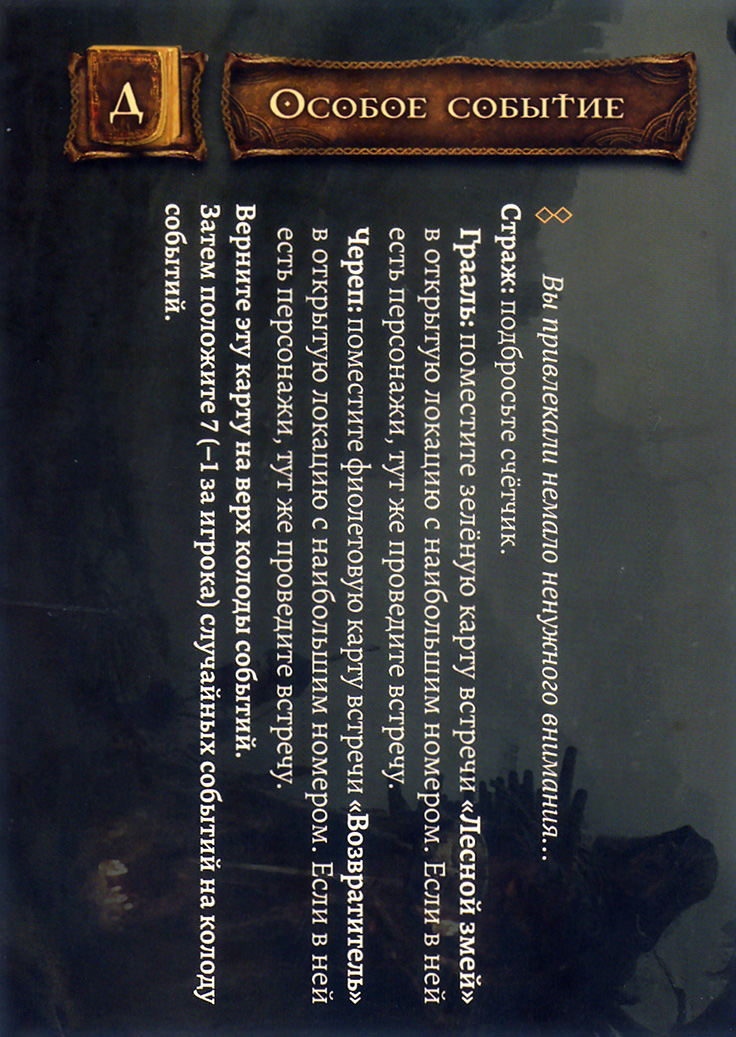 Д
Особое событие
Вы привлекали немало ненужного внимания...
Страж: подбросьте счётчик.
Грааль: поместите зелёную карту встречи «Лесной змей»
в открытую локацию с наибольшим номером. Если в ней
есть персонажи, тут же проведите встречу.
Череп: поместите фиолетовую карту встречи «Возвратитель»
в открытую локацию с наибольшим номером. Если в ней
есть персонажи, тут же проведите встречу.
Верните эту карту на верх колоды событий.
Затем положите 7 (–1 за игрока) случайных событий на колоду
событий.